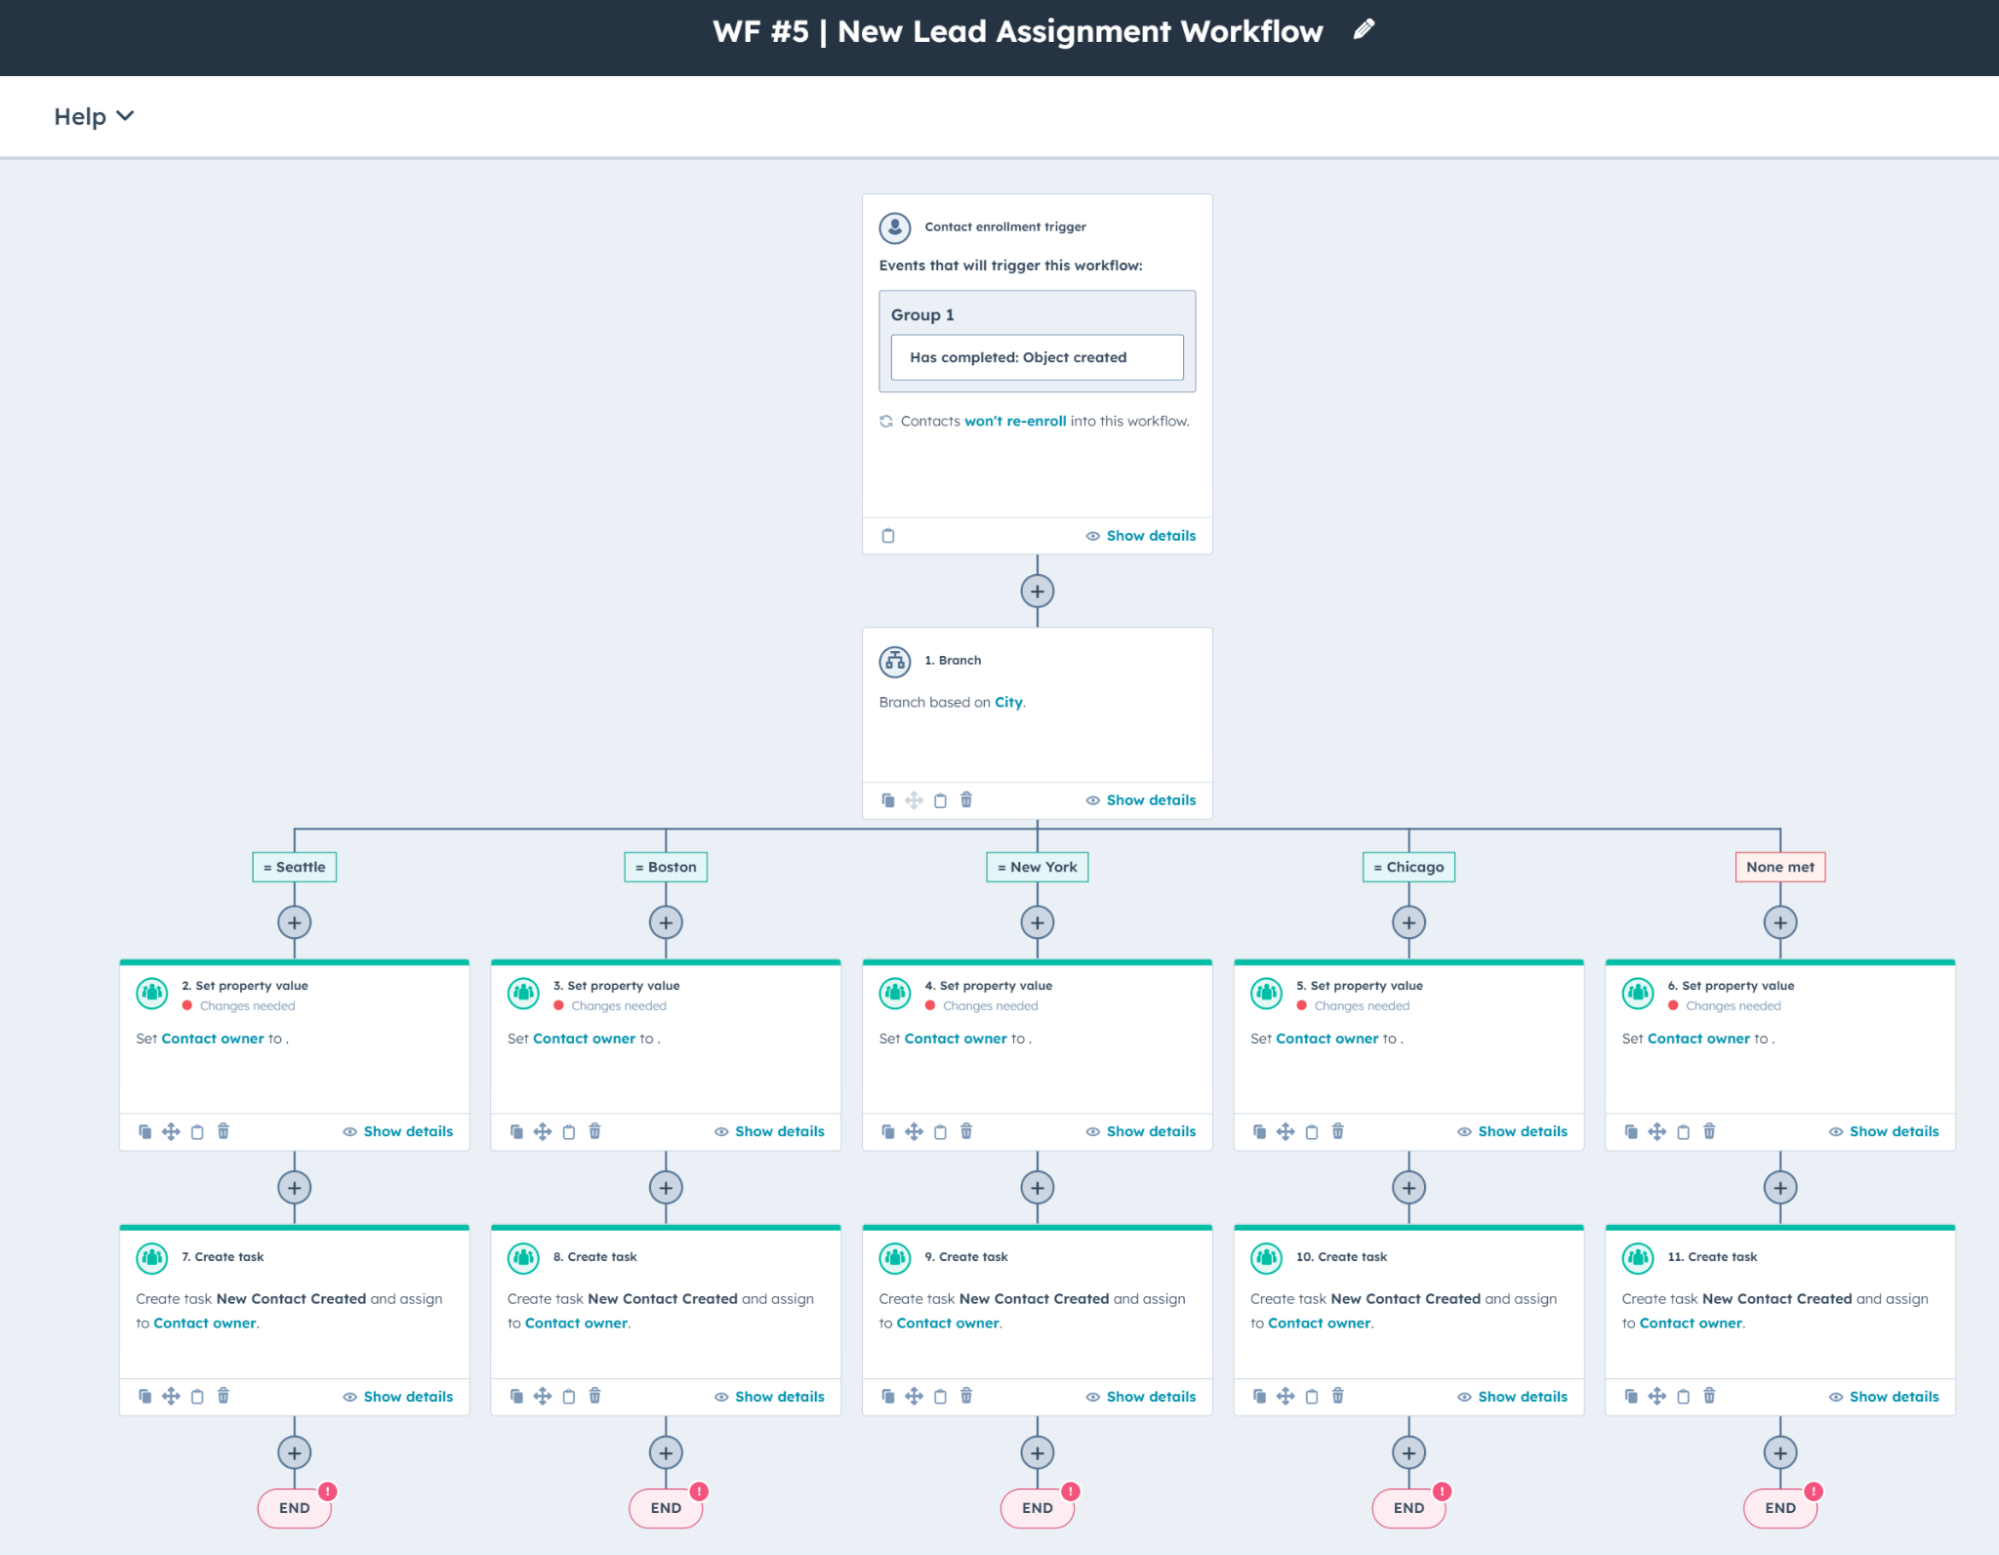 WF #5 | New Lead Assignment Workflow
Help
Contact enrollment trigger
Events that will trigger this workflow:
Group 1
Has completed: Object created
Contacts won't re-enroll into this workflow.
Show details
+
1. Branch
Branch based on City.
Show details
= Seattle
= Boston
= New York
= Chicago
None met
+
+
+
+
+
2. Set property value
Changes needed
Set Contact owner to .
Show details
3. Set property value
Changes needed
Set Contact owner to .
Show details
4. Set property value
Changes needed
Set Contact owner to .
Show details
5. Set property value
Changes needed
Set Contact owner to .
Show details
6. Set property value
Changes needed
Set Contact owner to .
Show details
+
+
+
+
+
7. Create task
Create task New Contact Created and assign
to Contact owner.
Show details
8. Create task
Create task New Contact Created and assign
to Contact owner.
Show details
9. Create task
Create task New Contact Created and assign
to Contact owner.
Show details
10. Create task
Create task New Contact Created and assign
to Contact owner.
Show details
11. Create task
Create task New Contact Created and assign
to Contact owner.
Show details
+
+
+
+
+
END !
END !
END !
END !
END !